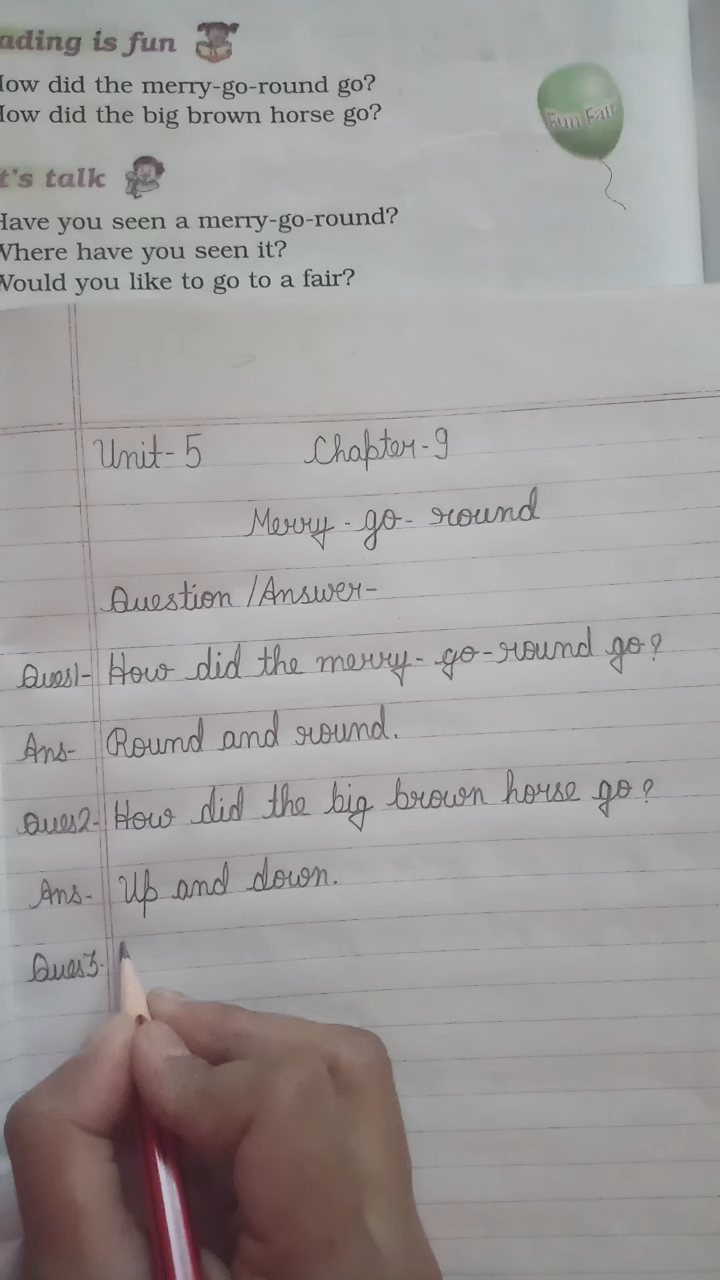 ading is fun
How did the merry-go-round go?
How did the big brown horse go?
Fun Fair
t's talk
Have you seen a merry-go-round?
Where have you seen it?
Would you like to go to a fair?
Unit-5 Chapter-9
Merry-go-round
Question/Answer-
Ques1- How did the merry-go-round go?
Ans- Round and round.
Ques2- How did the big brown horse go?
Ans- Up and down.
Ques3-